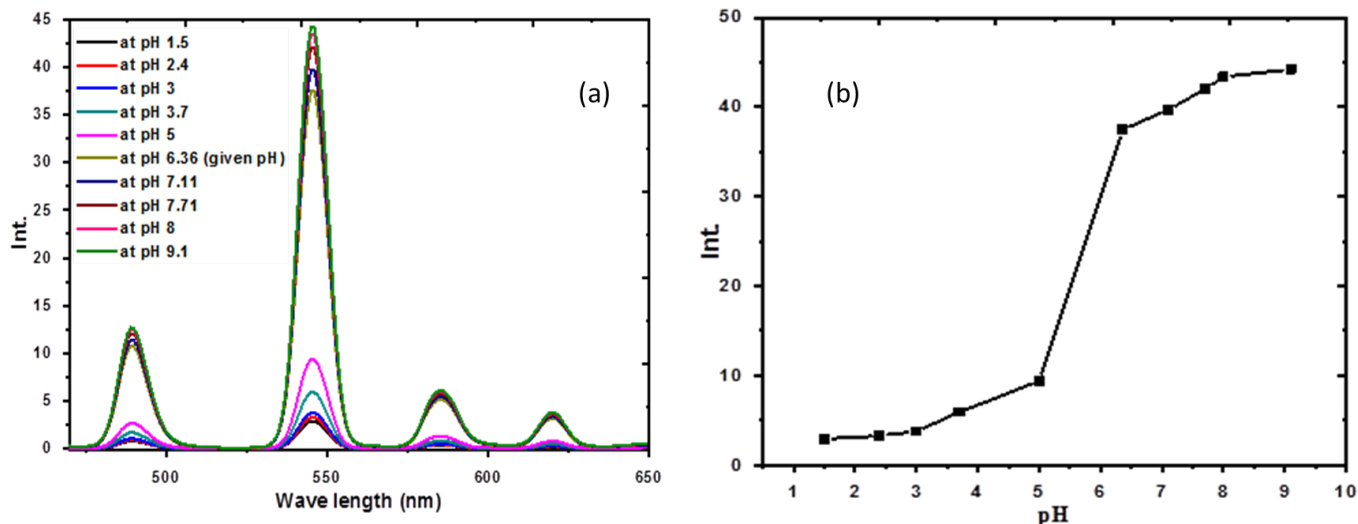 45
40
35
30
25
20
15
10
5
0
Int.
at pH 1.5
at pH 2.4
at pH 3
at pH 3.7
at pH 5
at pH 6.36 (given pH)
at pH 7.11
at pH 7.71
at pH 8
at pH 9.1
(a)
500 550 600 650
Wave length (nm)
50
40
30
20
10
0
Int.
(b)
1 2 3 4 5 6 7 8 9 10
pH